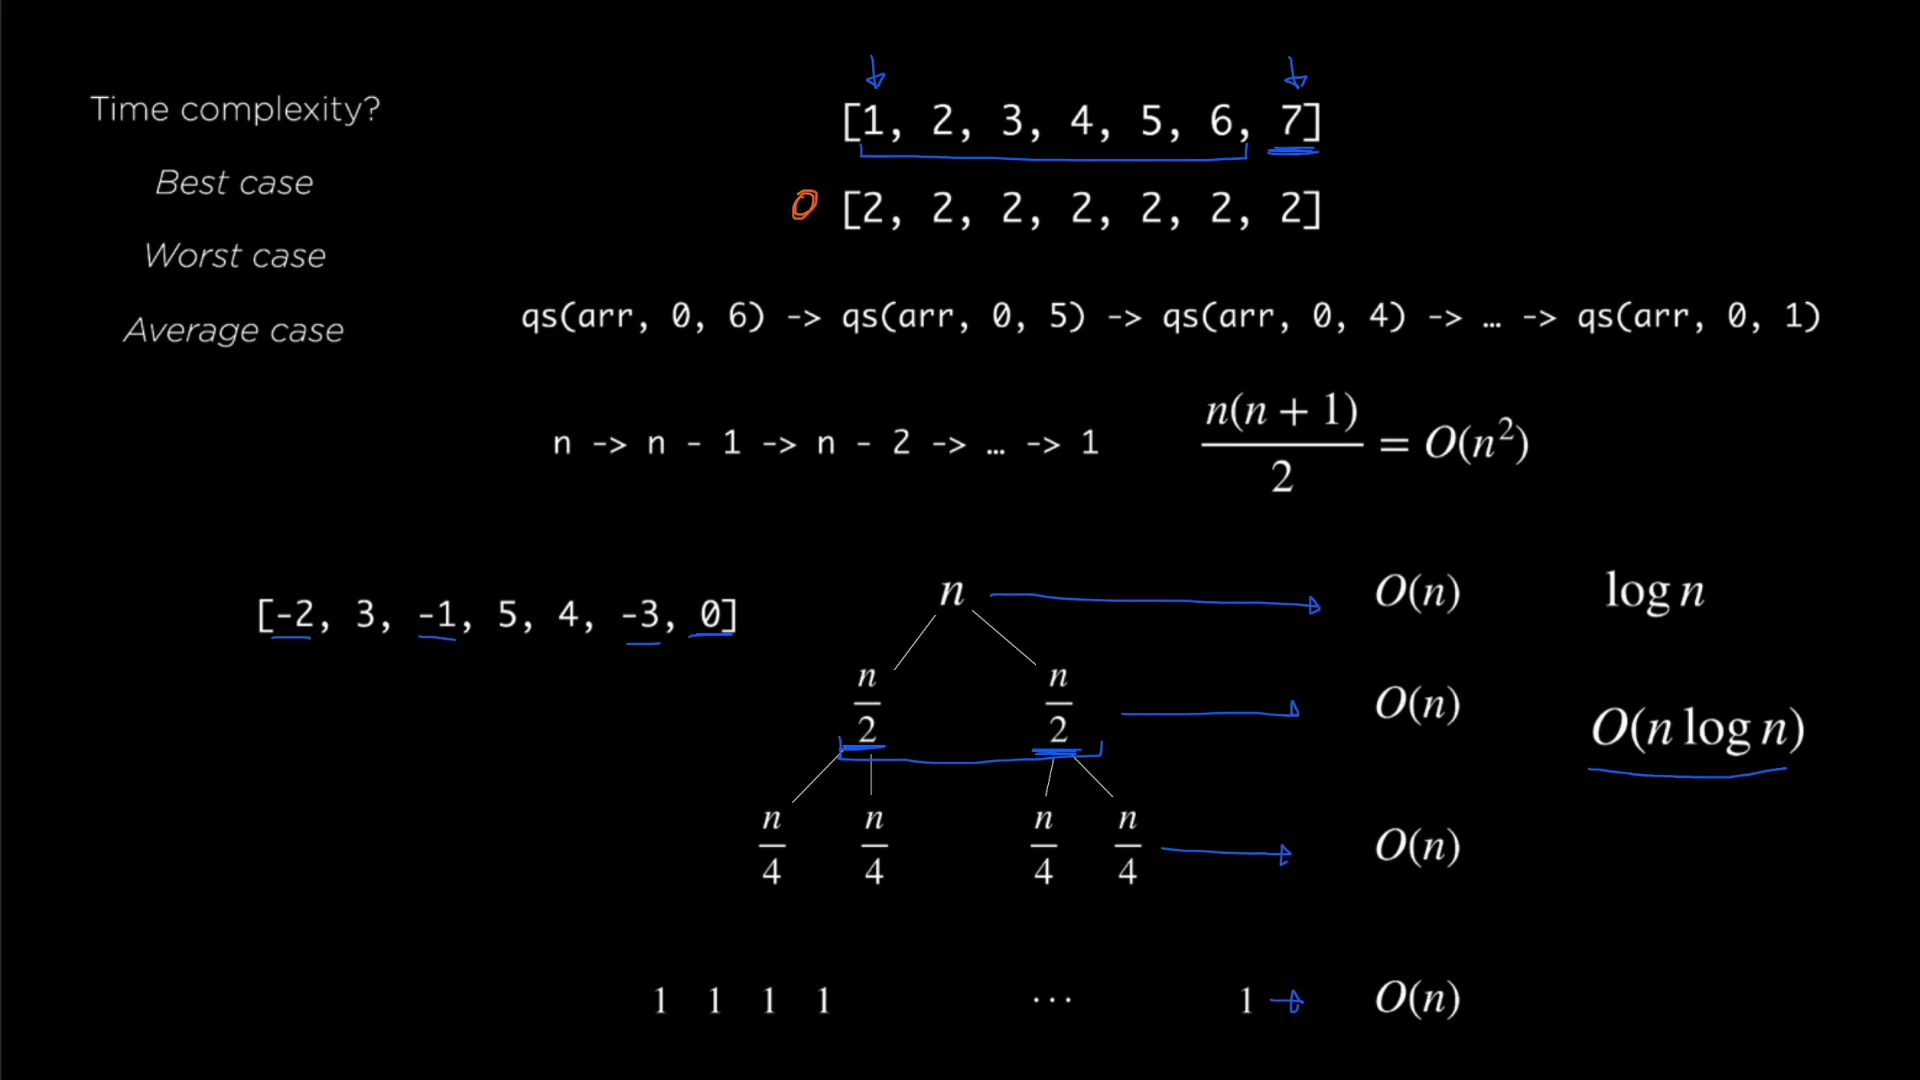 Time complexity?
Best case
Worst case
Average case
[1, 2, 3, 4, 5, 6, 7]
0 [2, 2, 2, 2, 2, 2, 2]
qs(arr, 0, 6) -> qs(arr, 0, 5) -> qs(arr, 0, 4) -> … -> qs(arr, 0, 1)
n -> n - 1 -> n - 2 -> … -> 1
n(n + 1)/2 = O(n²)
[-2, 3, -1, 5, 4, -3, 0]
n O(n) log n
n/2 n/2 O(n)
O(n log n)
n/4 n/4 n/4 n/4 O(n)
1 1 1 1 ⋯ 1 O(n)